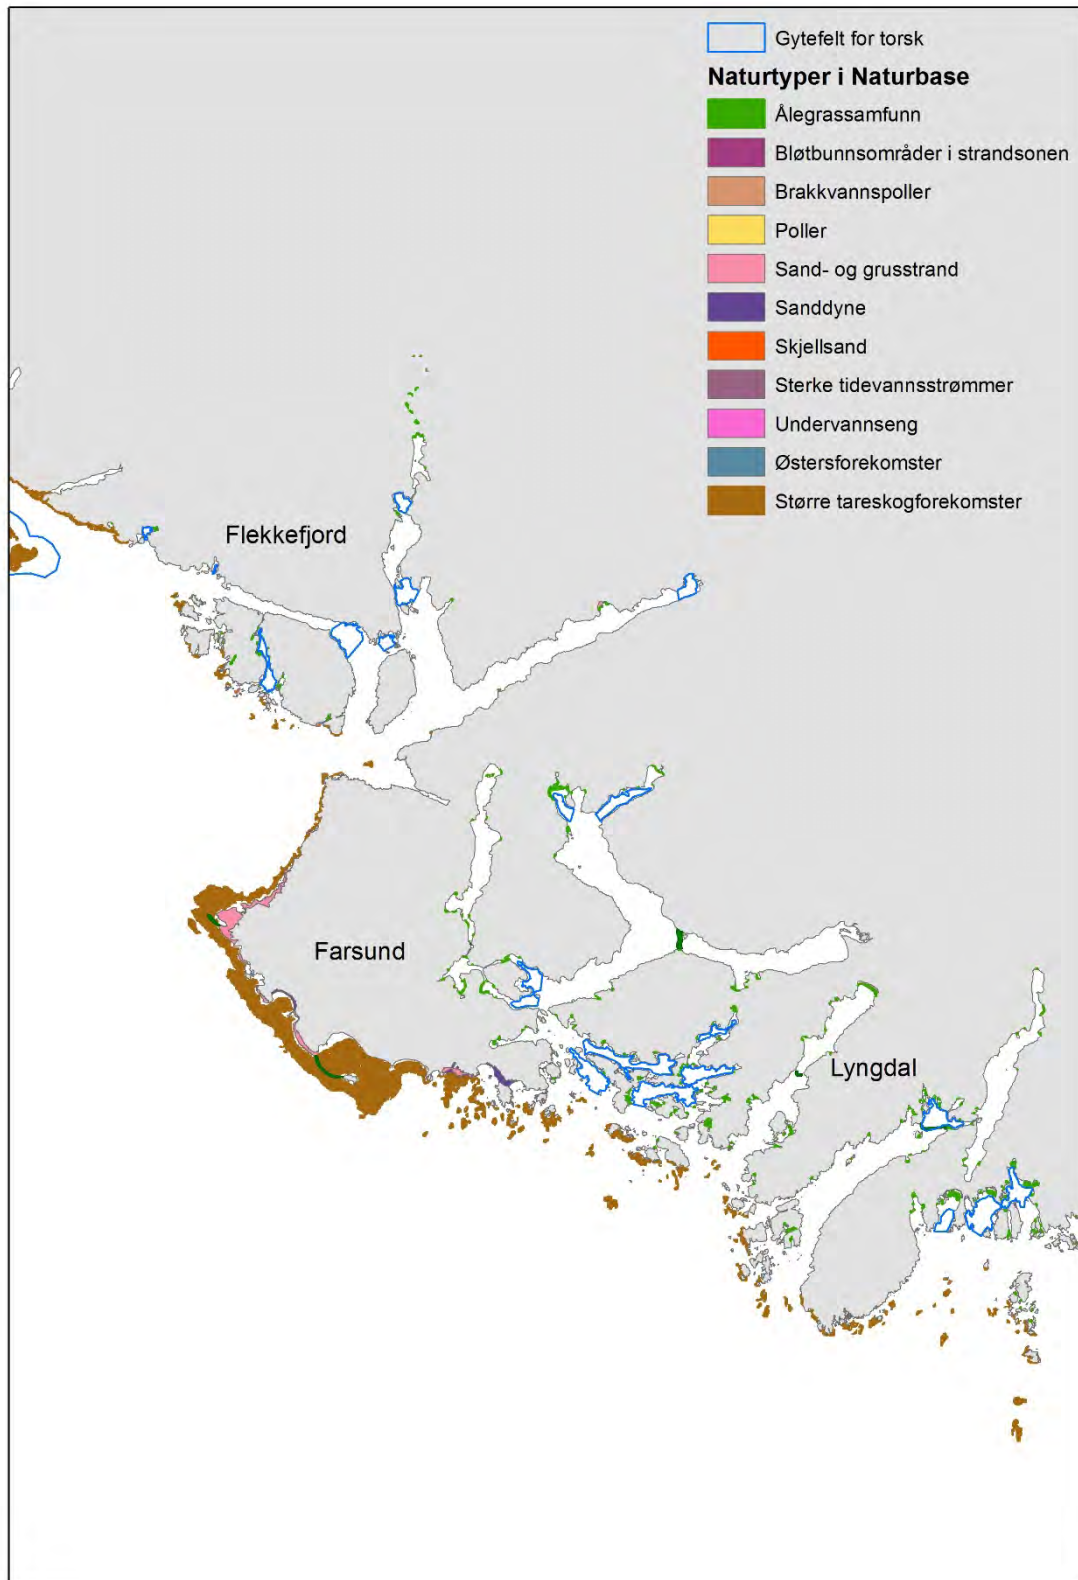 Gytefelt for torsk
Naturtyper i Naturbase
Ålegrassamfunn
Bløtbunnsområder i strandsonen
Brakkvannspoller
Poller
Sand- og grusstrand
Sanddyne
Skjellsand
Sterke tidevannsstrømmer
Undervannseng
Østersforekomster
Større tareskogforekomster
Flekkefjord
Farsund
Lyngdal